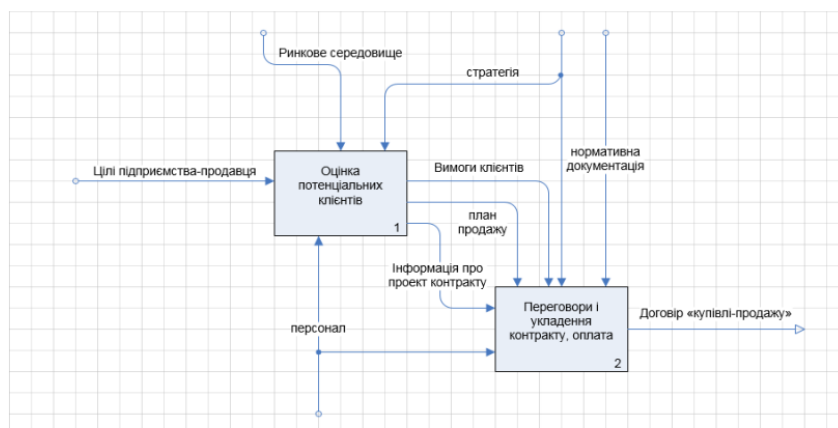 Ринкове середовище
стратегія
нормативна
документація
Цілі підприємства-продавця
Оцінка
потенціальних
клієнтів
1
Вимоги клієнтів
план
продажу
Інформація про
проект контракту
персонал
Переговори і
укладення
контракту, оплата
2
Договір «купівлі-продажу»